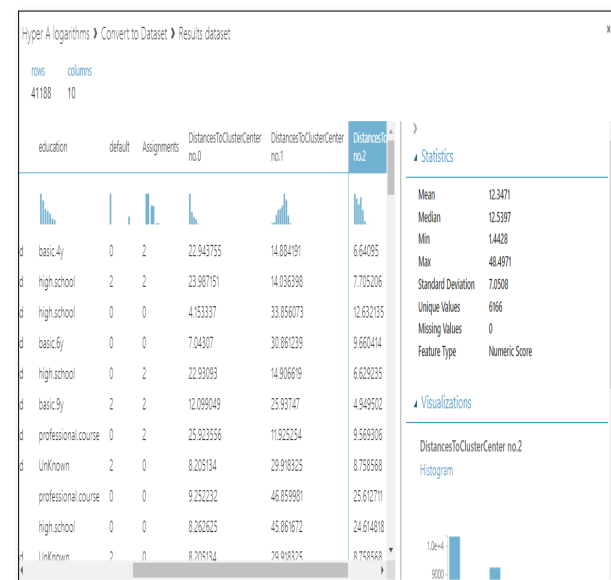 Hyper A logarithms ❯ Convert to Dataset ❯ Results dataset
x
rows columns
41188 10
education default Assignments DistancesToClusterCenter no.0 DistancesToClusterCenter no.1 DistancesTo no.2
d basic.4y 0 2 22.943755 14.884191 6.64095
d high.school 2 2 23.987151 14.036398 7.705206
d high.school 0 0 4.153337 33.856073 12.632135
d basic.6y 0 0 7.04307 30.861239 9.660414
d high.school 0 2 22.93093 14.906619 6.629235
d basic.9y 2 2 12.099049 25.93747 4.949502
d professional.course 0 2 25.923556 11.925254 9.569306
d UnKnown 2 0 8.205134 29.918325 8.758568
professional.course 0 0 9.252232 46.859981 25.612711
high.school 0 0 8.262625 45.861672 24.614818
d UnKnown 2 0 8.205134 29.918325 8.758568
Statistics
Mean 12.3471
Median 12.5397
Min 1.4428
Max 48.4971
Standard Deviation 7.0508
Unique Values 6166
Missing Values 0
Feature Type Numeric Score
Visualizations
DistancesToClusterCenter no.2
Histogram
1.0e+4
9000